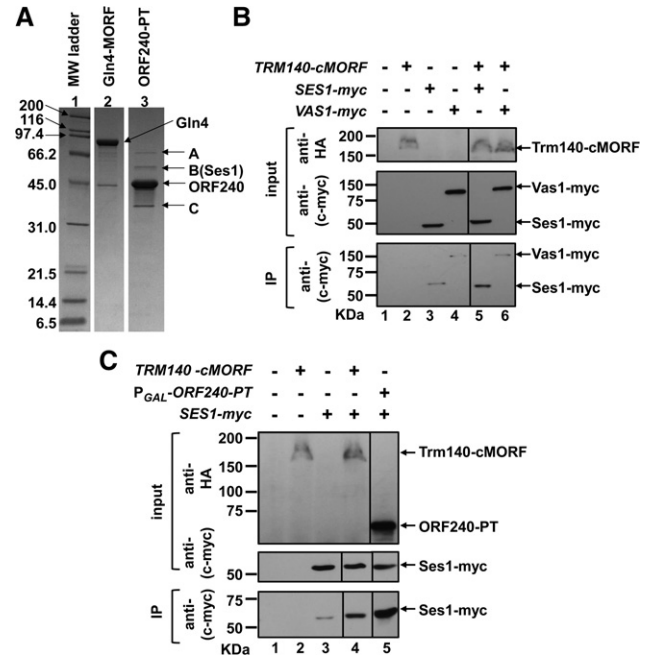 A
MW ladder
Gln4-MORF
ORF240-PT
1 2 3
200
116
97.4
66.2
45.0
31.0
21.5
14.4
6.5
Gln4
A
B(Ses1)
ORF240
C
B
TRM140-cMORF - + - - + +
SES1-myc - - + - + -
VAS1-myc - - - + - +
input
anti-HA
200
150
Trm140-cMORF
anti-(c-myc)
150
75
50
Vas1-myc
Ses1-myc
IP
anti-(c-myc)
150
75
50
Vas1-myc
Ses1-myc
KDa 1 2 3 4 5 6
C
TRM140 -cMORF - + - + -
PGAL-ORF240-PT - - - - +
SES1-myc - - + + +
input
anti-HA
200
150
100
75
Trm140-cMORF
ORF240-PT
anti-(c-myc)
50
Ses1-myc
IP
anti-(c-myc)
75
50
Ses1-myc
KDa 1 2 3 4 5